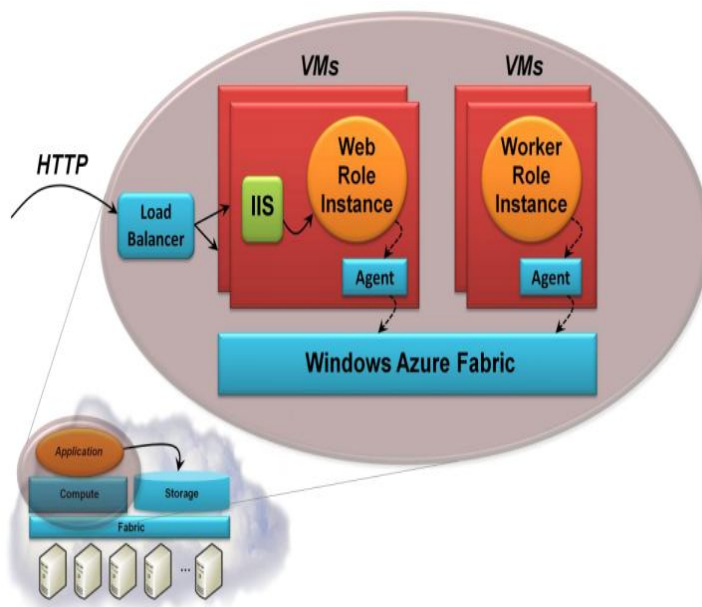 VMs
VMs
HTTP
Load
Balancer
IIS
Web
Role
Instance
Agent
Worker
Role
Instance
Agent
Windows Azure Fabric
Application
Compute
Storage
Fabric
...